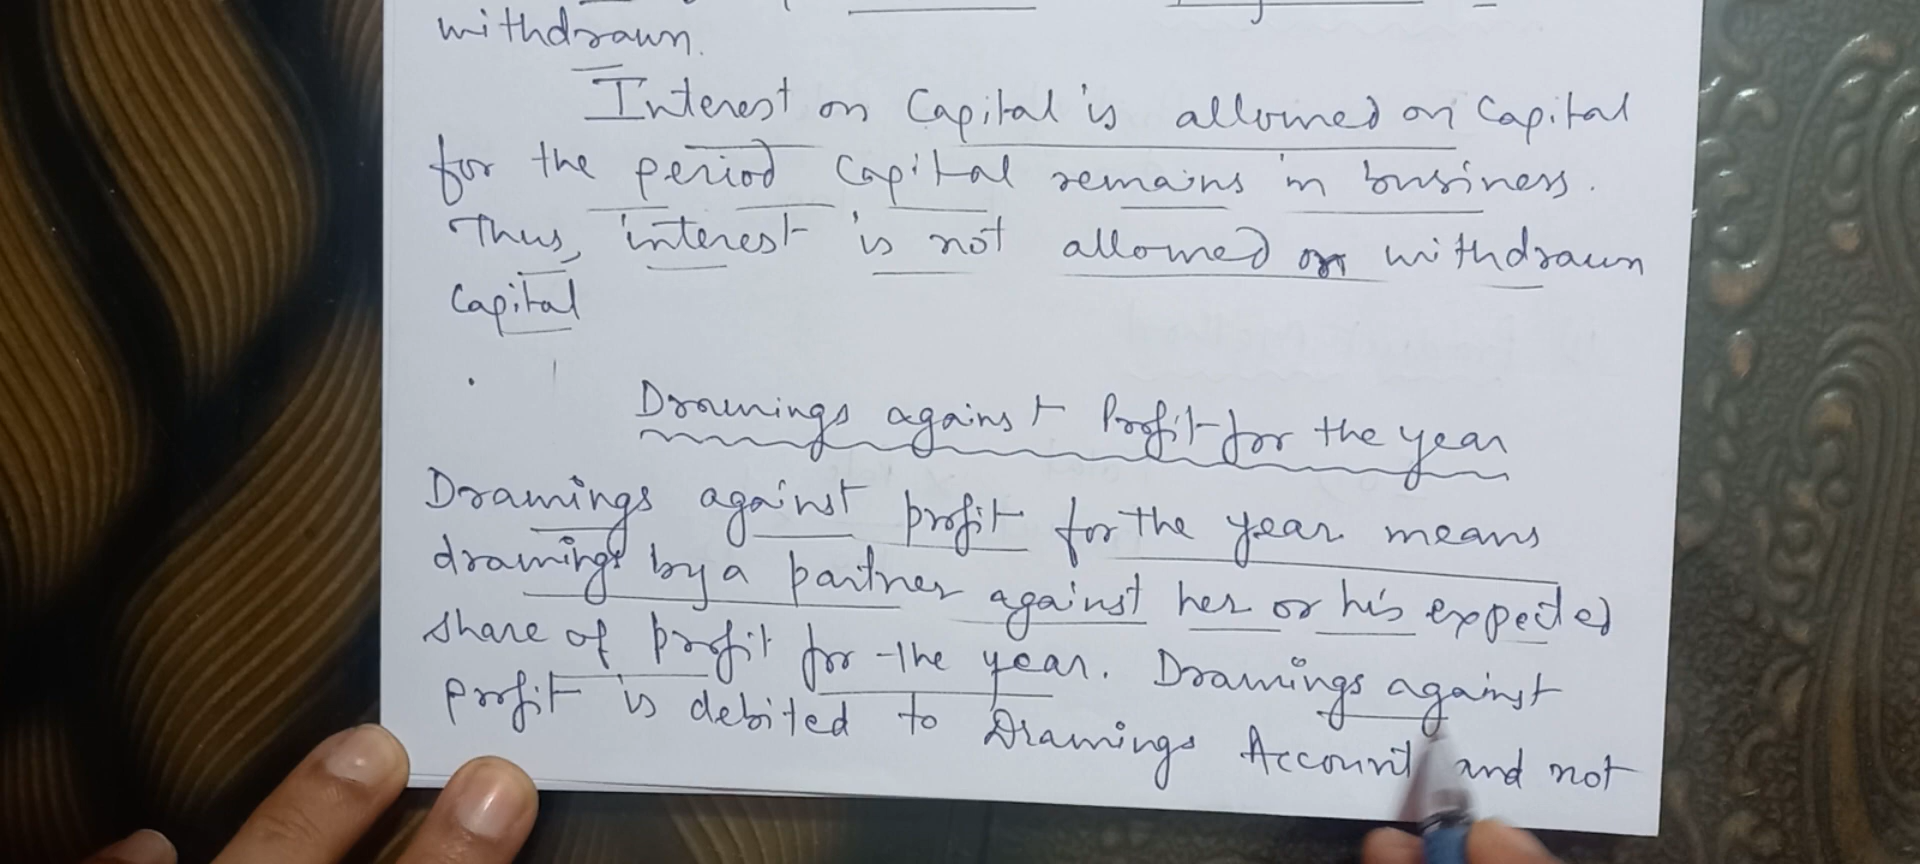 withdrawn.
Interest on Capital is allowed on Capital
for the period Capital remains in business.
Thus, interest is not allowed on withdrawn
Capital
Drawings against Profit for the year
Drawings against profit for the year means
drawings by a partner against her or his expected
share of profit for the year. Drawings against
profit is debited to Drawings Account and not